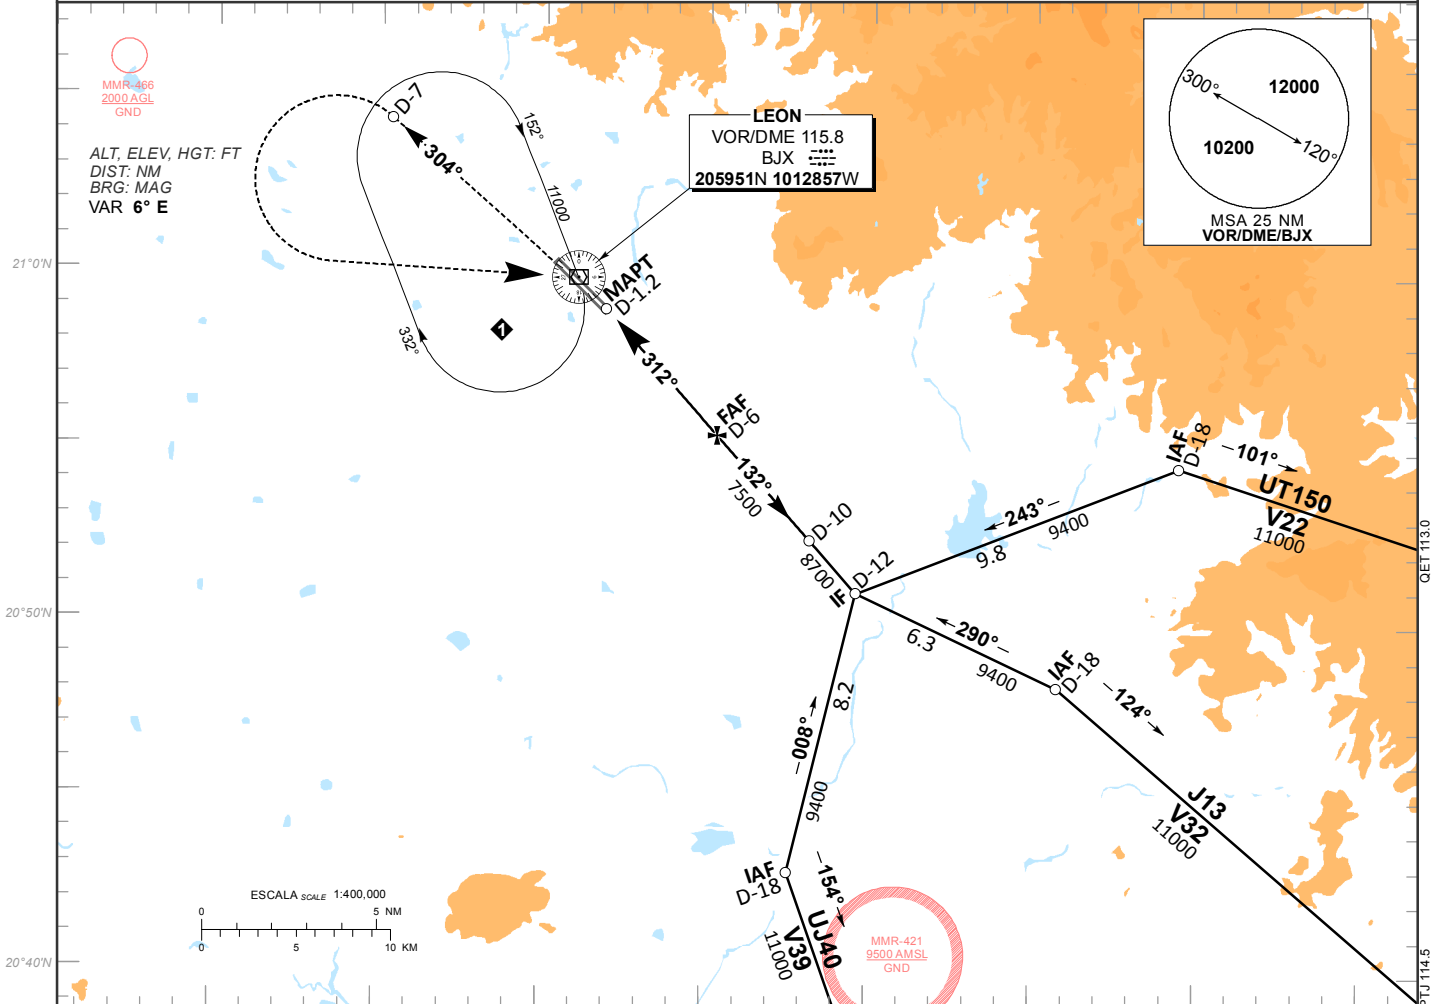 MMR-466
2000 AGL
GND
ALT, ELEV, HGT: FT
DIST: NM
BRG: MAG
VAR 6° E
D-7
304°
152°
11000
332°
1
LEON
VOR/DME 115.8
BJX
205951N 1012857W
300°
12000
10200
120°
MSA 25 NM
VOR/DME/BJX
21°0'N
MAPT
D-1.2
312°
FAF
D-6
132°
7500
D-10
8700
D-12
IF
IAF
D-18
101°
UT150
V22
11000
243°
9400
9.8
QET 113.0
20°50'N
290°
6.3
9400
IAF
D-18
124°
J13
V32
11000
008°
8.2
9400
IAF
D-18
154°
UJ40
V39
11000
MMR-421
9500 AMSL
GND
ESCALA SCALE 1:400,000
0 5 NM
0 5 10 KM
20°40'N
PTJ 114.5